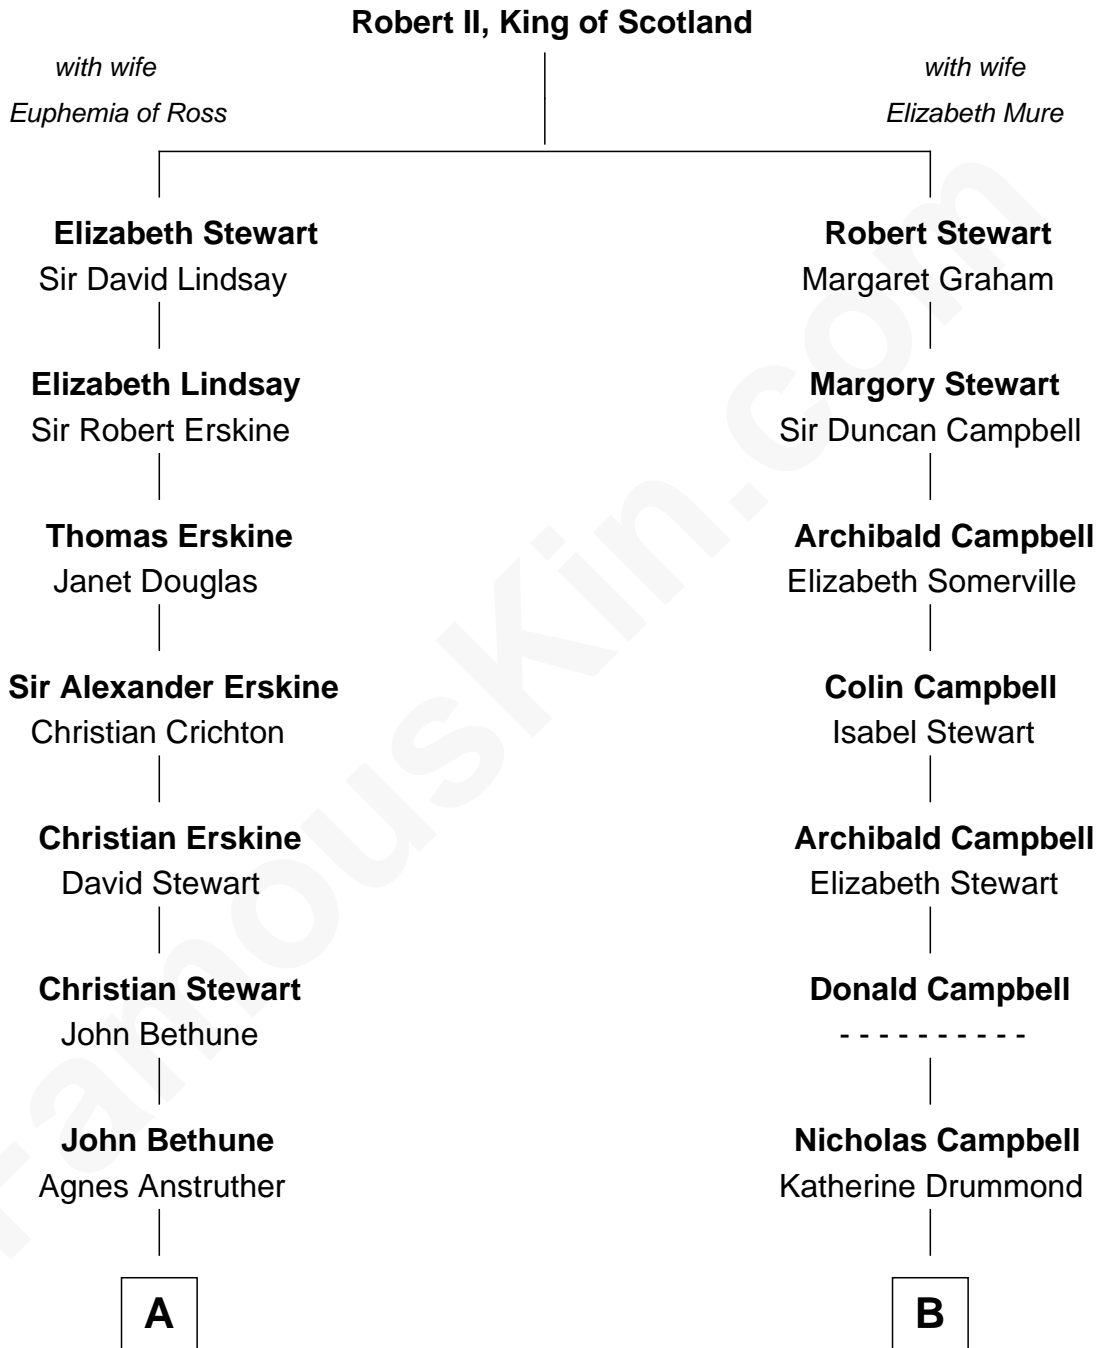 Robert II, King of Scotland
with wife
Euphemia of Ross
with wife
Elizabeth Mure
Elizabeth Stewart
Sir David Lindsay
Robert Stewart
Margaret Graham
Elizabeth Lindsay
Sir Robert Erskine
Margory Stewart
Sir Duncan Campbell
Thomas Erskine
Janet Douglas
Archibald Campbell
Elizabeth Somerville
Sir Alexander Erskine
Christian Crichton
Colin Campbell
Isabel Stewart
Christian Erskine
David Stewart
Archibald Campbell
Elizabeth Stewart
Christian Stewart
John Bethune
Donald Campbell
- - - - - - - - - -
John Bethune
Agnes Anstruther
Nicholas Campbell
Katherine Drummond
A
B
FamousKin.com